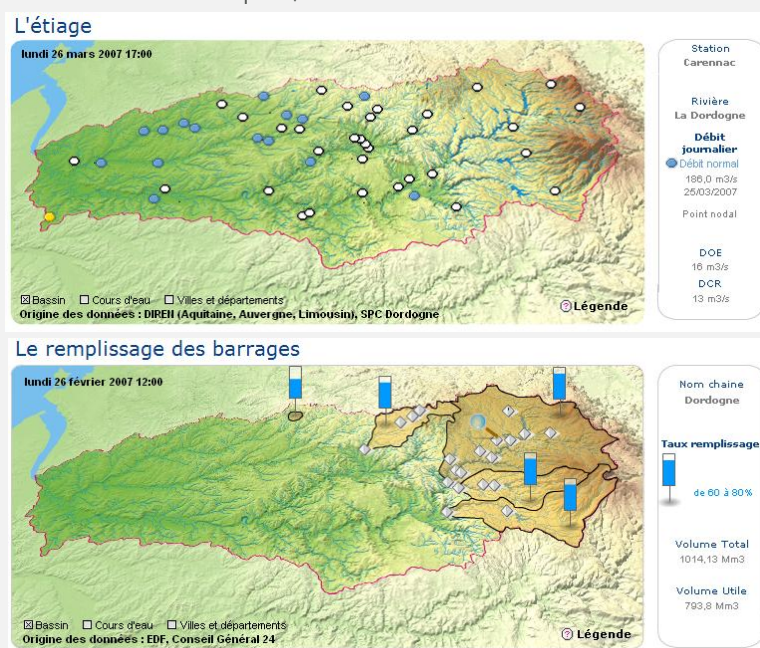 L'étiage
lundi 26 mars 2007 17:00
Bassin Cours d'eau Villes et départements
Légende
Origine des données : DIREN (Aquitaine, Auvergne, Limousin), SPC Dordogne
Station
Carennac
Rivière
La Dordogne
Débit
journalier
Débit normal
186,0 m3/s
25/03/2007
Point nodal
DOE
16 m3/s
DCR
13 m3/s
Le remplissage des barrages
lundi 26 février 2007 12:00
Bassin Cours d'eau Villes et départements
Légende
Origine des données : EDF, Conseil Général 24
Nom chaine
Dordogne
Taux remplissage
de 60 à 80%
Volume Total
1014,13 Mm3
Volume Utile
793,8 Mm3